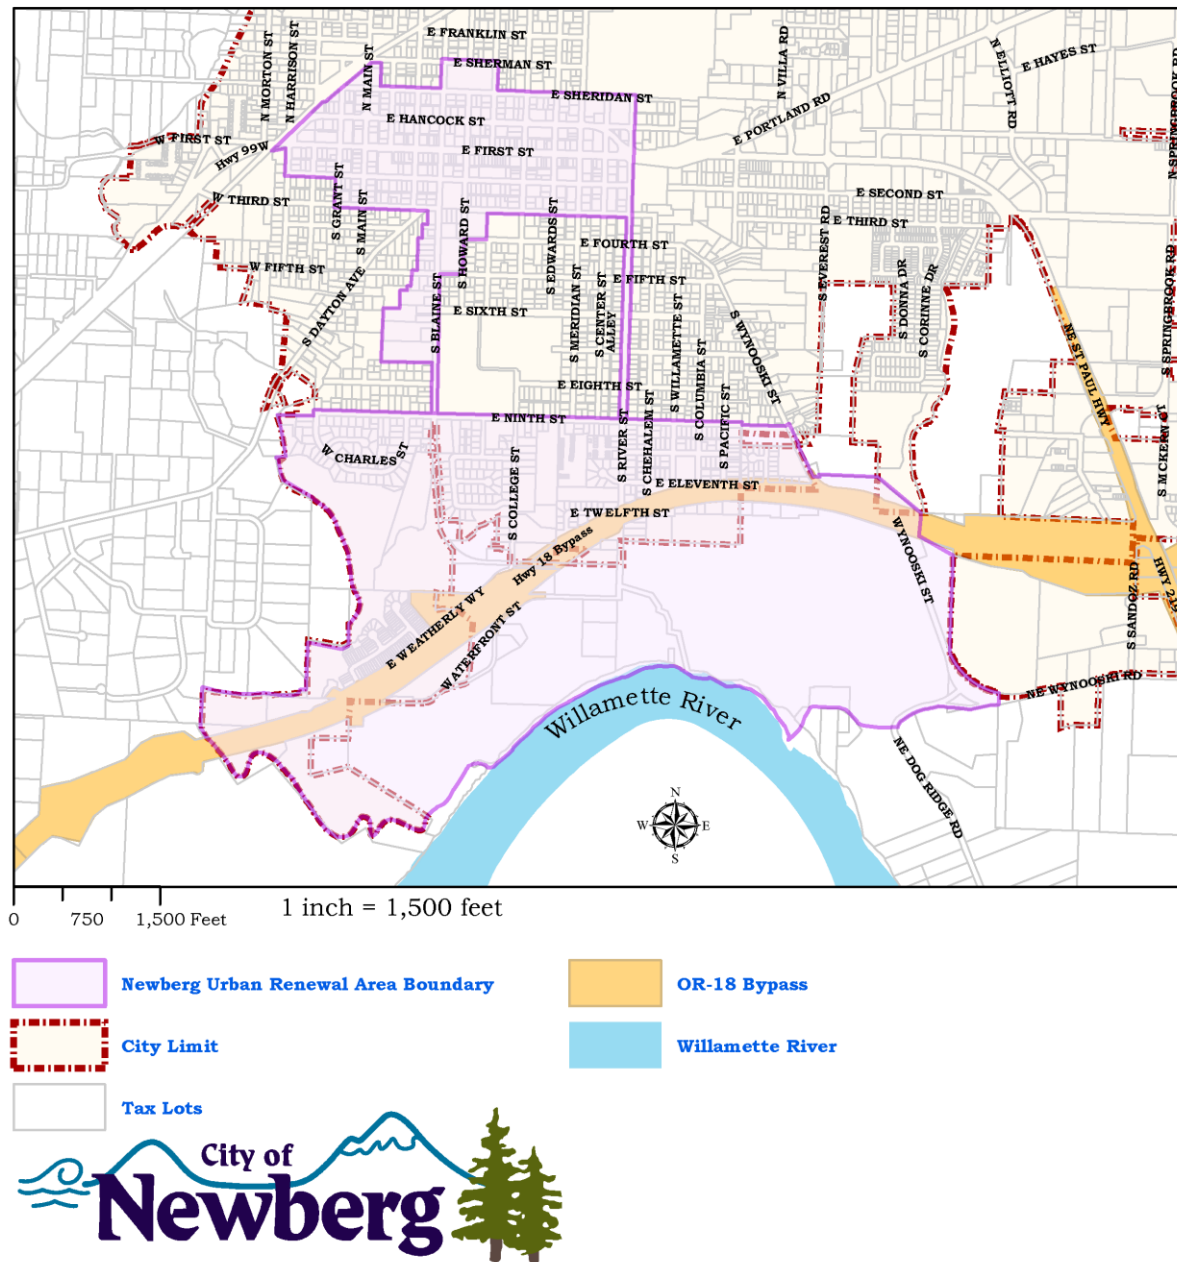 E FRANKLIN ST
N MORTON ST
N HARRISON ST
N MAIN ST
E SHERMAN ST
E SHERIDAN ST
N VILLA RD
N ELLIOTT RD
E HAYES ST
E PORTLAND RD
E HANCOCK ST
W FIRST ST
Hwy 99W
E FIRST ST
W THIRD ST
S GRANT ST
S MAIN ST
S HOWARD ST
S EDWARDS ST
E SECOND ST
E THIRD ST
S EVEREST RD
E FOURTH ST
W FIFTH ST
E FIFTH ST
S DAYTON AVE
S BLAINE ST
E SIXTH ST
S MERIDIAN ST
S CENTER ST
ALLEY
S WILLAMETTE ST
S COLUMBIA ST
S WYNOOSKI ST
S DONNA DR
S CORINNE DR
NE ST PAUL HWY
S SPRINGBROOK RD
E EIGHTH ST
E NINTH ST
S RIVER ST
S CHEHALEM ST
S PACIFIC ST
S MCKERN CT
W CHARLES ST
S COLLEGE ST
E ELEVENTH ST
E TWELFTH ST
Hwy 18 Bypass
WYNOOSKI ST
E WEATHERLY WY
WATERFRONT ST
S SANDOZ RD
HWY 219
NE WYNOOSKI RD
Willamette River
NE DOG RIDGE RD
N
W E
S
0 750 1,500 Feet
1 inch = 1,500 feet
Newberg Urban Renewal Area Boundary
OR-18 Bypass
City Limit
Willamette River
Tax Lots
City of
Newberg